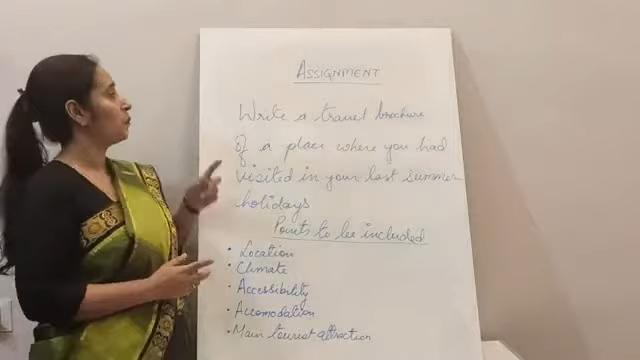 ASSIGNMENT
Write a travel brochure
of a place where you had
visited in your last summer
holidays
Points to be included
• Location
• Climate
• Accessibility
• Accomodation
• Main tourist attraction